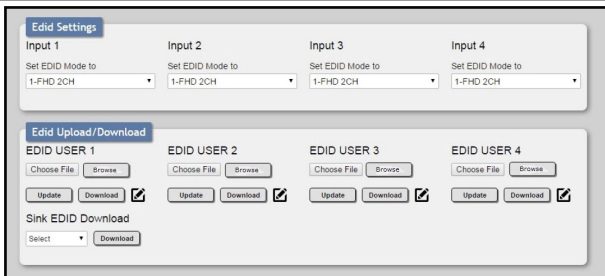 Edid Settings
Input 1 Input 2 Input 3 Input 4
Set EDID Mode to Set EDID Mode to Set EDID Mode to Set EDID Mode to
1-FHD 2CH 1-FHD 2CH 1-FHD 2CH 1-FHD 2CH
Edid Upload/Download
EDID USER 1 EDID USER 2 EDID USER 3 EDID USER 4
Choose File Browse Choose File Browse Choose File Browse Choose File Browse
Update Download Update Download Update Download Update Download
Sink EDID Download
Select Download